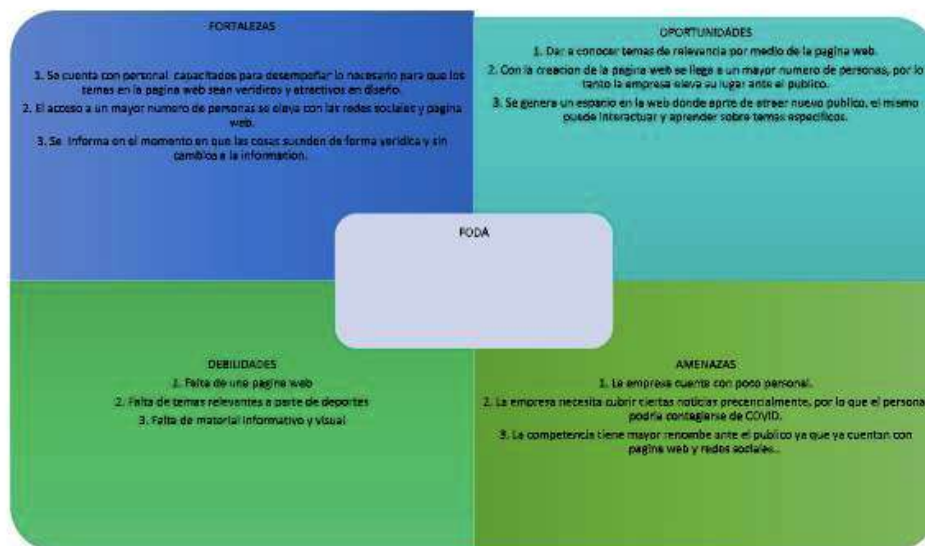 FORTALEZAS
1. Se cuenta con personal capacitados para desempeñar lo necesario para que los
temas en la pagina web sean veridicos y atractivos en diseño.
2. El acceso a un mayor numero de personas se eleva con las redes sociales y pagina
web.
3. Se informa en el momento en que las cosas suceden de forma veridica y sin
cambios a la information.
OPORTUNIDADES
1. Dar a conocer temas de relevancia por medio de la pagina web.
2. Con la creacion de la pagina web se llega a un mayor numero de personas, por lo
tanto la empresa eleva su lugar ante el publico.
3. Se genera un espacio en la web donde aprte de atraer nuevo publico, el mismo
puede interactuar y aprender sobre temas especificos.
FODA
DEBILIDADES
1. Falta de una pagina web
2. Falta de temas relevantes a parte de deportes
3. Falta de material informativo y visual
AMENAZAS
1. La empresa cuenta con poco personal.
2. La empresa necesita cubrir ciertas noticias precencialmente, por lo que el persona
podria contagiarse de COVID.
3. La competencia tiene mayor renombe ante el publico ya que ya cuentan con
pagina web y redes sociales..